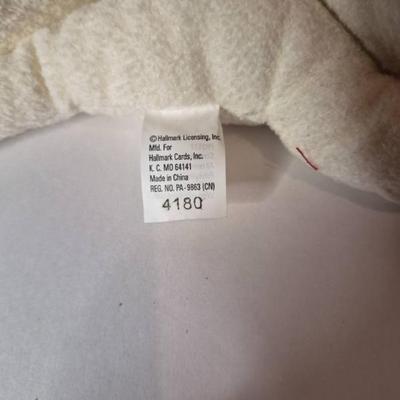 © Hallmark Licensing, Inc.
Mfd. For
Hallmark Cards, Inc.
K. C. MO 64141
Made in China
REG. NO. PA-9863 (CN)
4180